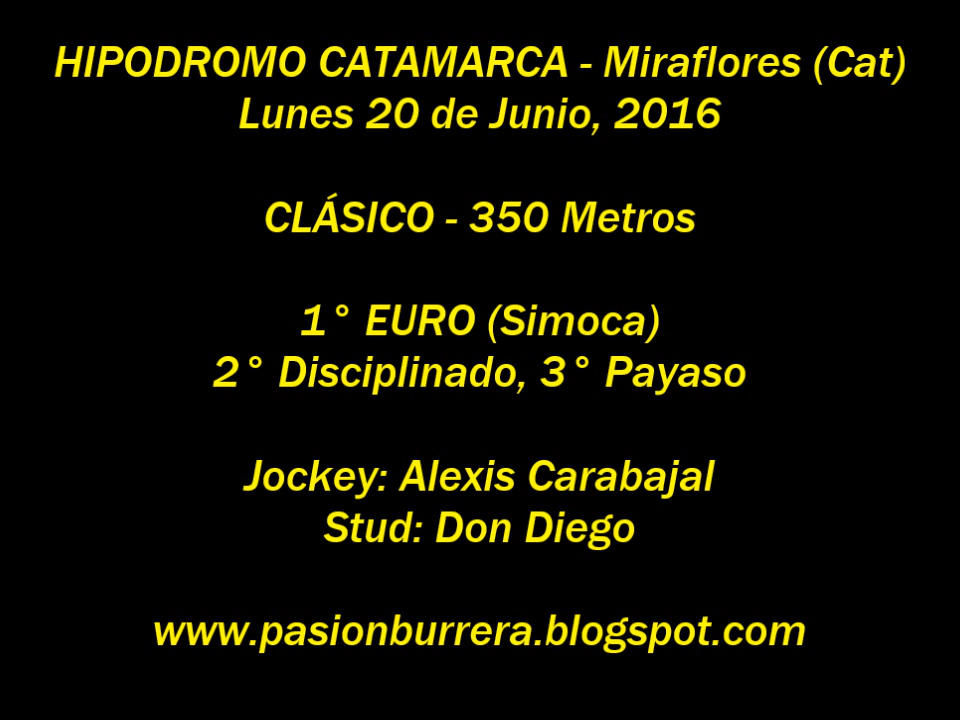 HIPODROMO CATAMARCA - Miraflores (Cat)
Lunes 20 de Junio, 2016
CLÁSICO - 350 Metros
1° EURO (Simoca)
2° Disciplinado, 3° Payaso
Jockey: Alexis Carabajal
Stud: Don Diego
www.pasionburrera.blogspot.com